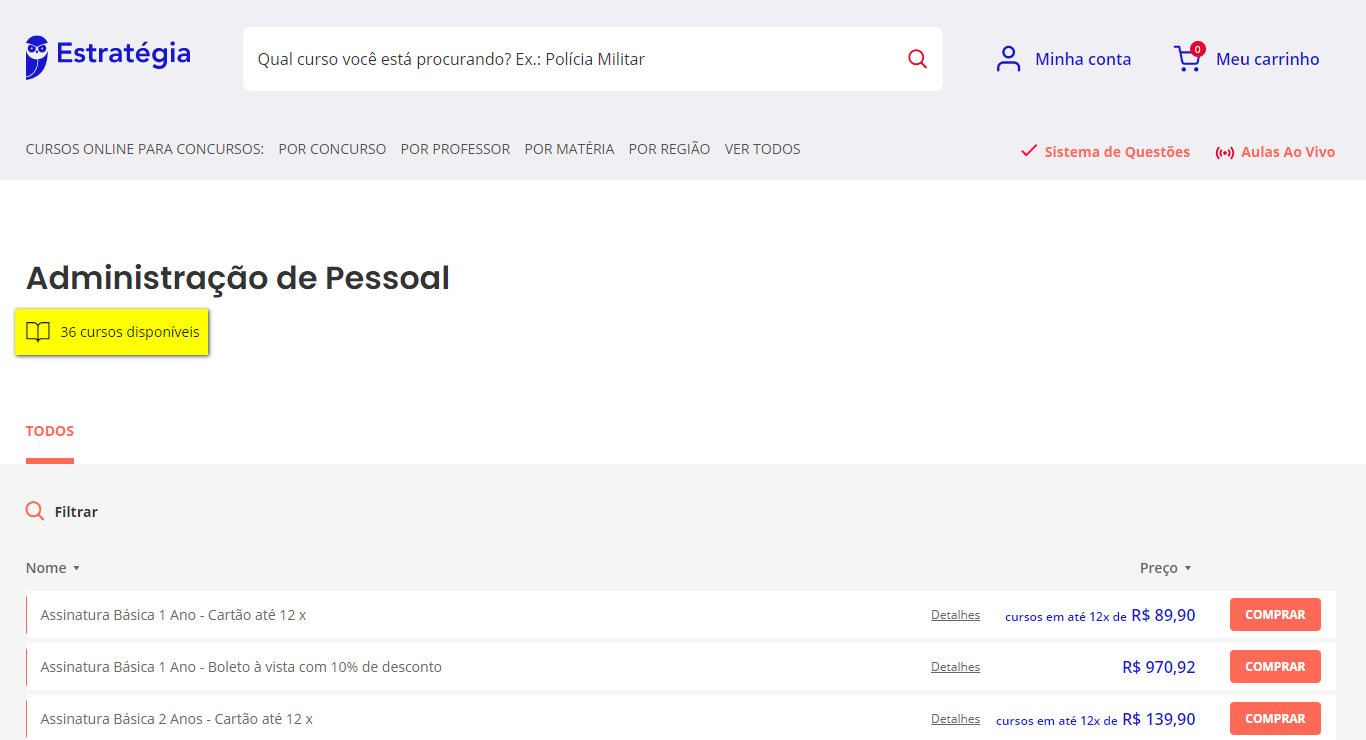 Estratégia
Qual curso você está procurando? Ex.: Polícia Militar
Minha conta
0
Meu carrinho
CURSOS ONLINE PARA CONCURSOS: POR CONCURSO POR PROFESSOR POR MATÉRIA POR REGIÃO VER TODOS
Sistema de Questões
Aulas Ao Vivo
Administração de Pessoal
36 cursos disponíveis
TODOS
Filtrar
Nome Preço
Assinatura Básica 1 Ano - Cartão até 12 x Detalhes cursos em até 12x de R$ 89,90 COMPRAR
Assinatura Básica 1 Ano - Boleto à vista com 10% de desconto Detalhes R$ 970,92 COMPRAR
Assinatura Básica 2 Anos - Cartão até 12 x Detalhes cursos em até 12x de R$ 139,90 COMPRAR